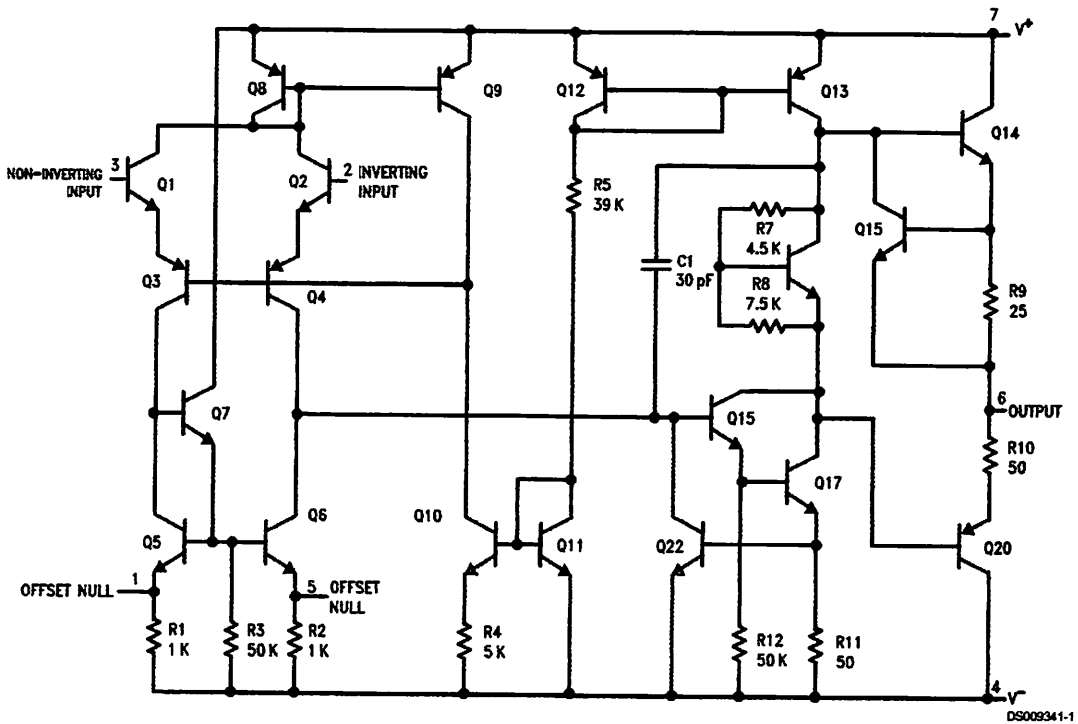 7 V+
Q8
Q9
Q12
Q13
Q14
3
NON-INVERTING
INPUT
Q1
Q2
2 INVERTING
INPUT
R5
39 K
R7
4.5 K
Q15
Q3
Q4
C1
30 pF
R8
7.5 K
R9
25
Q7
Q15
6
OUTPUT
R10
50
Q17
Q5
Q6
Q10
Q11
Q22
Q20
OFFSET NULL
1
5 OFFSET
NULL
R1
1 K
R3
50 K
R2
1 K
R4
5 K
R12
50 K
R11
50
4
V-
DS009341-1